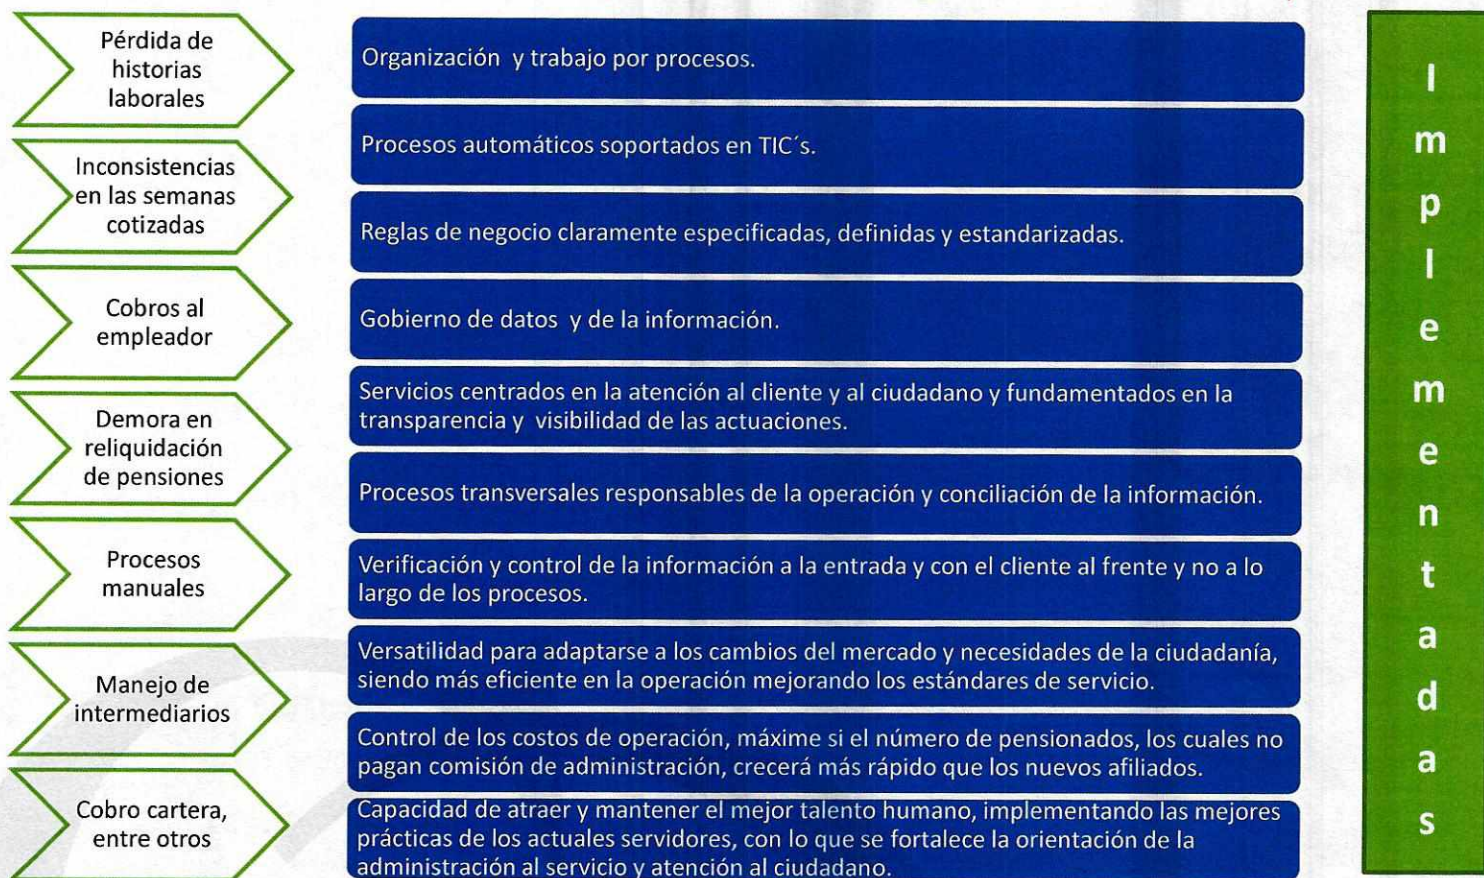 Pérdida de
historias
laborales
Inconsistencias
en las semanas
cotizadas
Cobros al
empleador
Demora en
reliquidación
de pensiones
Procesos
manuales
Manejo de
intermediarios
Cobro cartera,
entre otros
Organización y trabajo por procesos.
Procesos automáticos soportados en TIC´s.
Reglas de negocio claramente especificadas, definidas y estandarizadas.
Gobierno de datos y de la información.
Servicios centrados en la atención al cliente y al ciudadano y fundamentados en la
transparencia y visibilidad de las actuaciones.
Procesos transversales responsables de la operación y conciliación de la información.
Verificación y control de la información a la entrada y con el cliente al frente y no a lo
largo de los procesos.
Versatilidad para adaptarse a los cambios del mercado y necesidades de la ciudadanía,
siendo más eficiente en la operación mejorando los estándares de servicio.
Control de los costos de operación, máxime si el número de pensionados, los cuales no
pagan comisión de administración, crecerá más rápido que los nuevos afiliados.
Capacidad de atraer y mantener el mejor talento humano, implementando las mejores
prácticas de los actuales servidores, con lo que se fortalece la orientación de la
administración al servicio y atención al ciudadano.
Implementadas